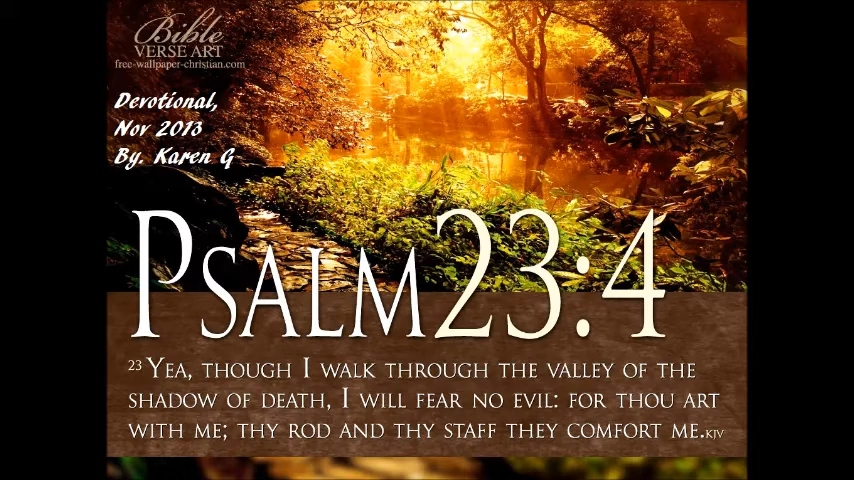 Bible
VERSE ART
free-wallpaper-christian.com
Devotional,
Nov 2013
By. Karen G
PSALM 23:4
23 YEA, THOUGH I WALK THROUGH THE VALLEY OF THE
SHADOW OF DEATH, I WILL FEAR NO EVIL: FOR THOU ART
WITH ME; THY ROD AND THY STAFF THEY COMFORT ME.KJV